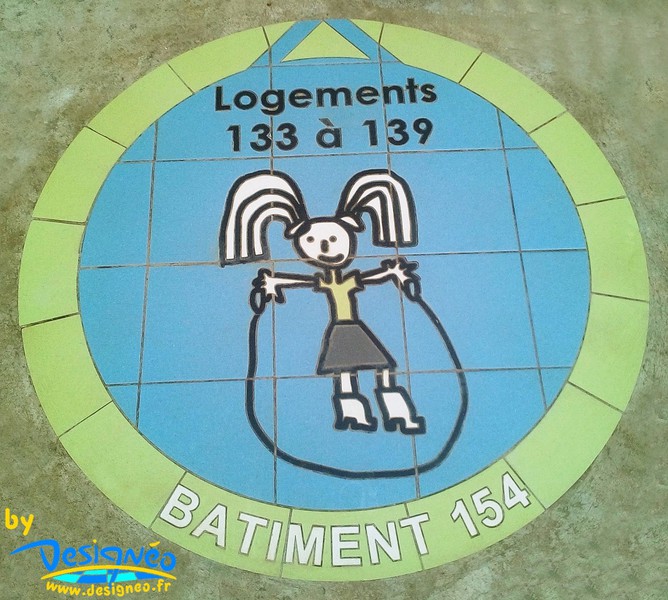 Logements
133 à 139
BATIMENT 154
by
Designéo
www.designeo.fr